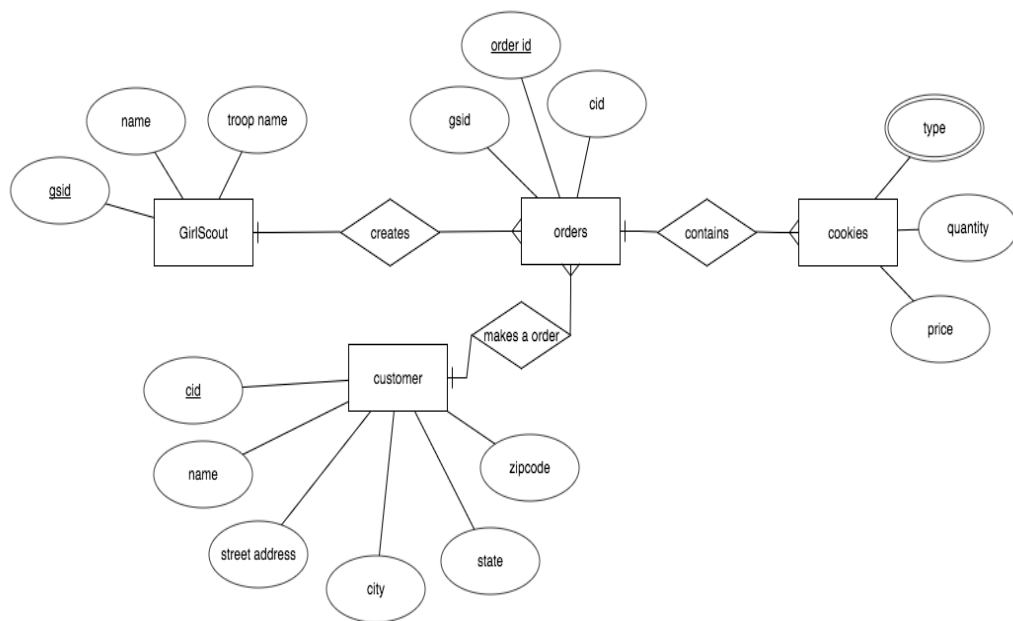 order id
name
troop name
gsid
cid
type
gsid
GirlScout
creates
orders
contains
cookies
quantity
price
makes a order
customer
cid
name
zipcode
street address
state
city